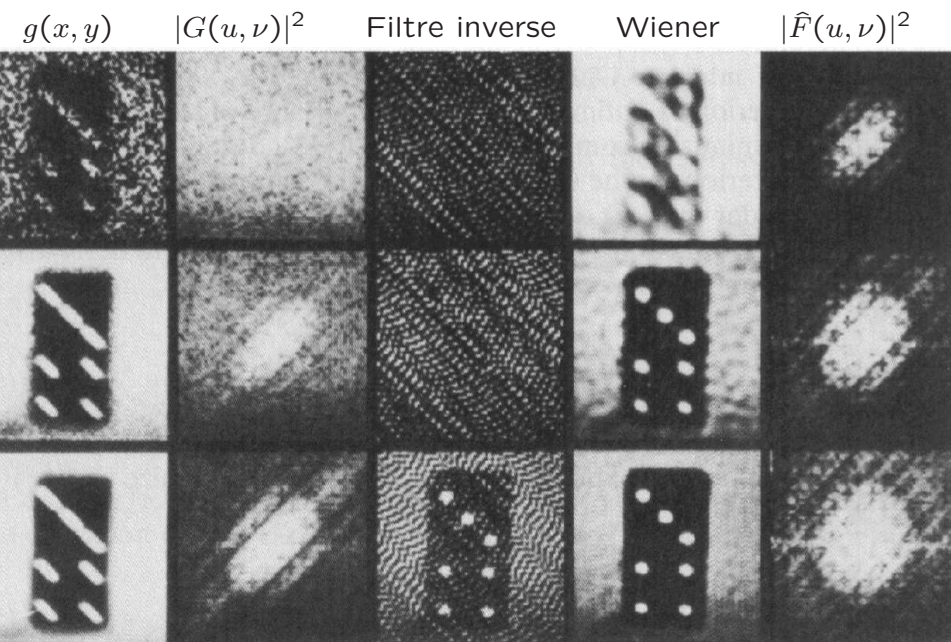 g(x, y) |G(u, ν)|² Filtre inverse Wiener |F̂(u, ν)|²